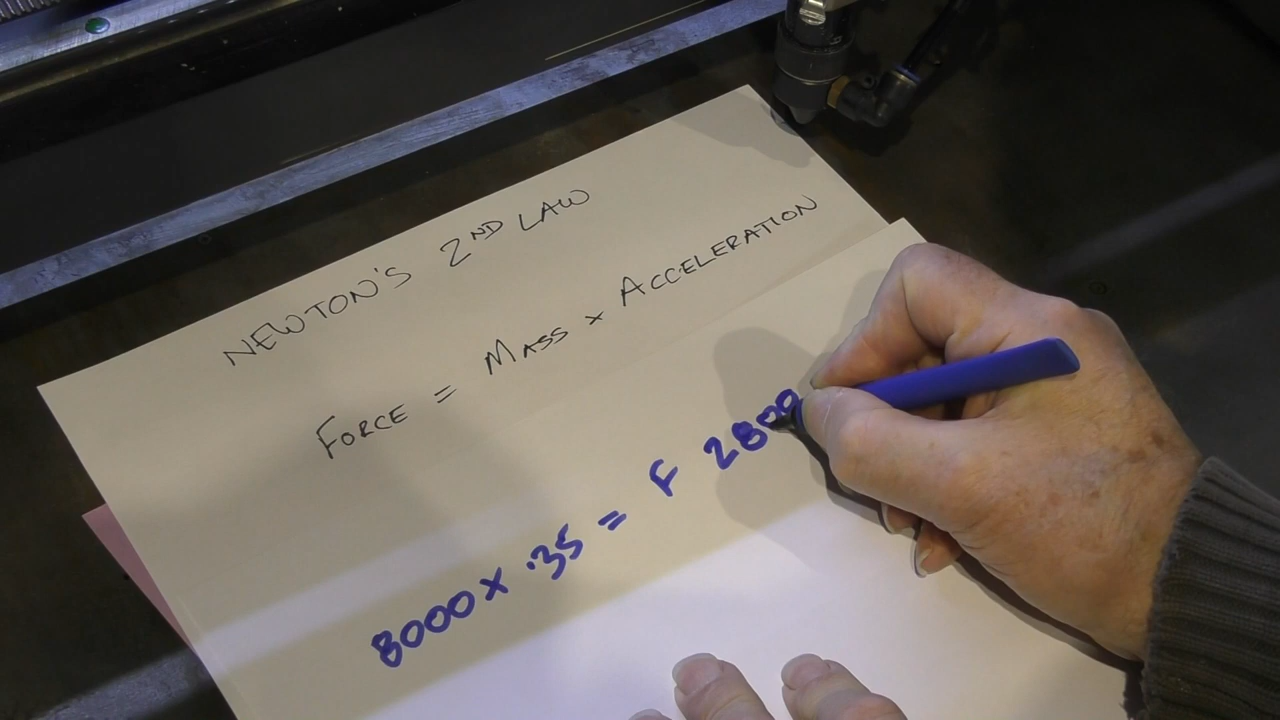 NEWTON'S 2ND LAW
FORCE = MASS × ACCELERATION
8000 × .35 = F 2800